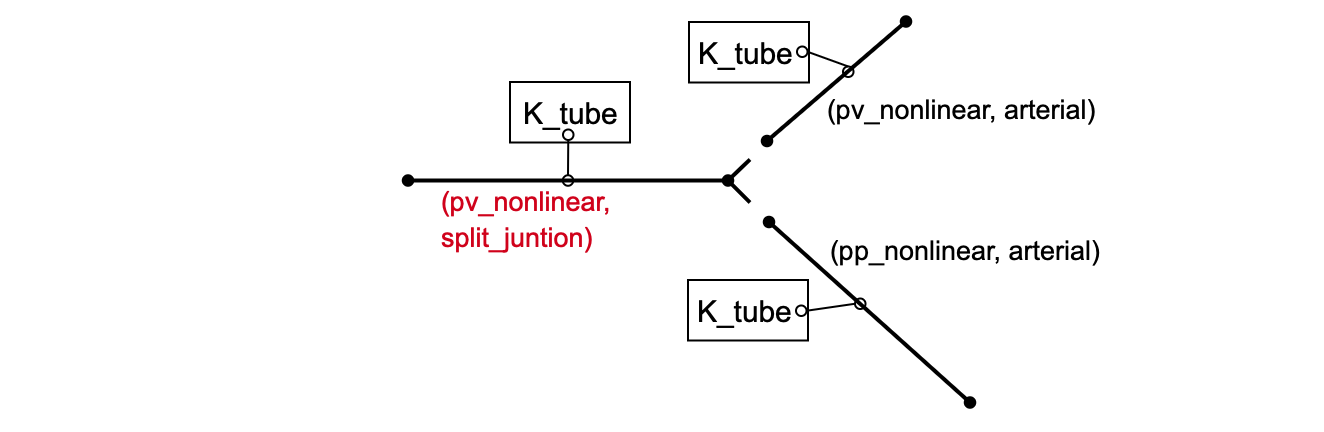 K_tube
(pv_nonlinear, arterial)
K_tube
(pv_nonlinear,
split_juntion)
(pp_nonlinear, arterial)
K_tube